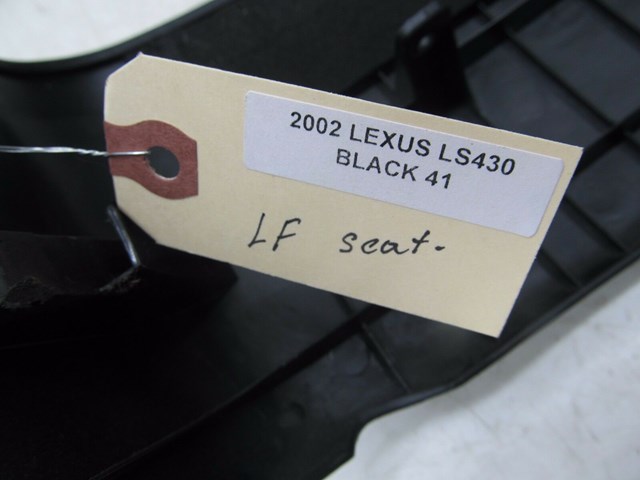 2002 LEXUS LS430
BLACK 41
LF seat.